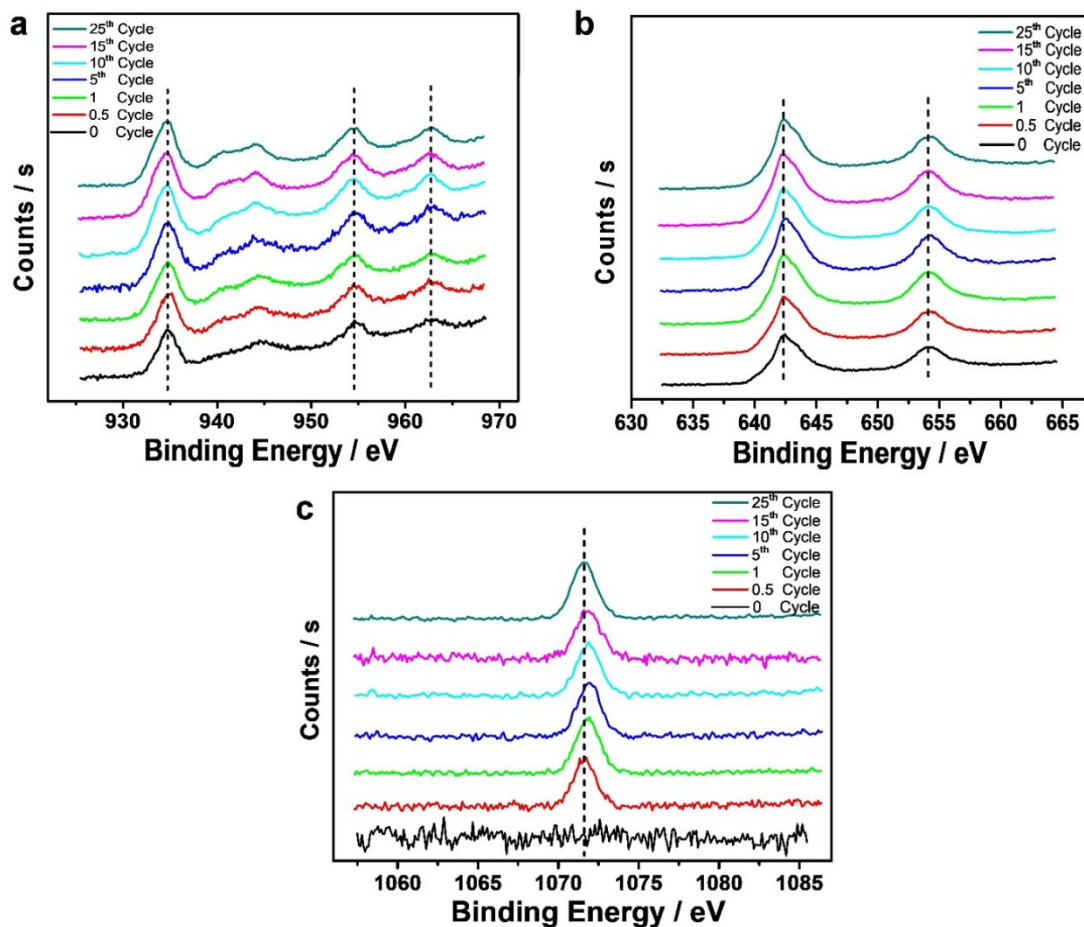 a
25th Cycle
15th Cycle
10th Cycle
5th Cycle
1 Cycle
0.5 Cycle
0 Cycle
Counts / s
930 940 950 960 970
Binding Energy / eV
b
25th Cycle
15th Cycle
10th Cycle
5th Cycle
1 Cycle
0.5 Cycle
0 Cycle
Counts / s
630 635 640 645 650 655 660 665
Binding Energy / eV
c
25th Cycle
15th Cycle
10th Cycle
5th Cycle
1 Cycle
0.5 Cycle
0 Cycle
Counts / s
1060 1065 1070 1075 1080 1085
Binding Energy / eV